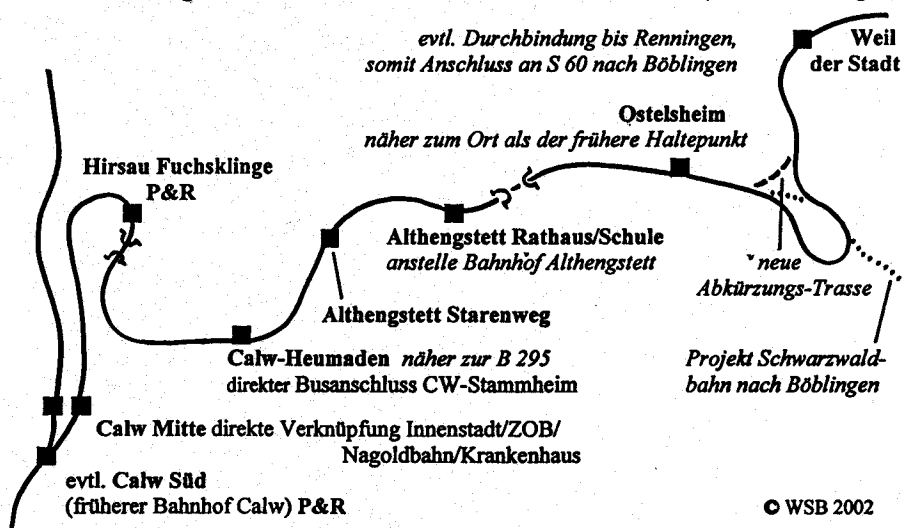 evtl. Durchbindung bis Renningen,
somit Anschluss an S 60 nach Böblingen
Weil
der Stadt
Ostelsheim
näher zum Ort als der frühere Haltepunkt
Hirsau Fuchsklinge
P&R
Althengstett Rathaus/Schule
anstelle Bahnhof Althengstett
neue
Abkürzungs-Trasse
Althengstett Starenweg
Calw-Heumaden näher zur B 295
direkter Busanschluss CW-Stammheim
Projekt Schwarzwald-
bahn nach Böblingen
Calw Mitte direkte Verknüpfung Innenstadt/ZOB/
Nagoldbahn/Krankenhaus
evtl. Calw Süd
(früherer Bahnhof Calw) P&R
© WSB 2002